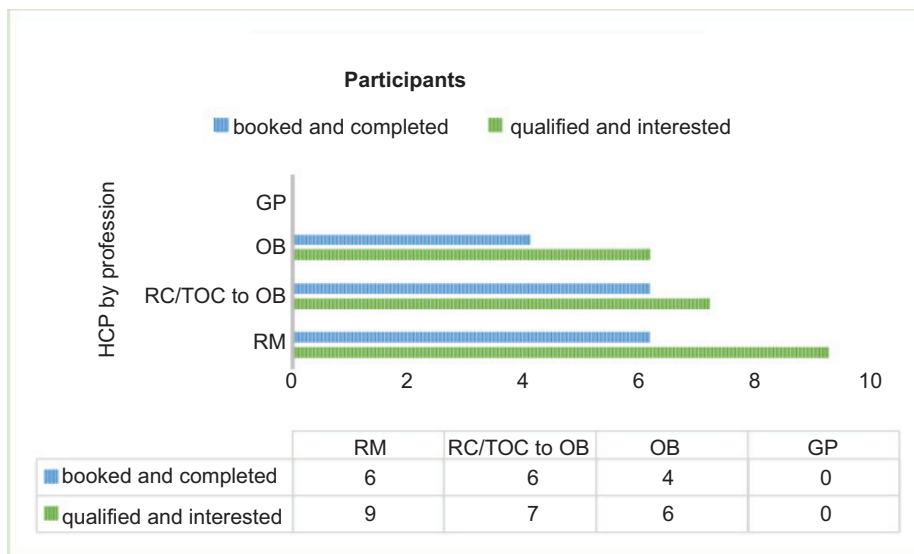 Participants
booked and completed qualified and interested
HCP by profession
GP
OB
RC/TOC to OB
RM
0 2 4 6 8 10
RM RC/TOC to OB OB GP
booked and completed 6 6 4 0
qualified and interested 9 7 6 0